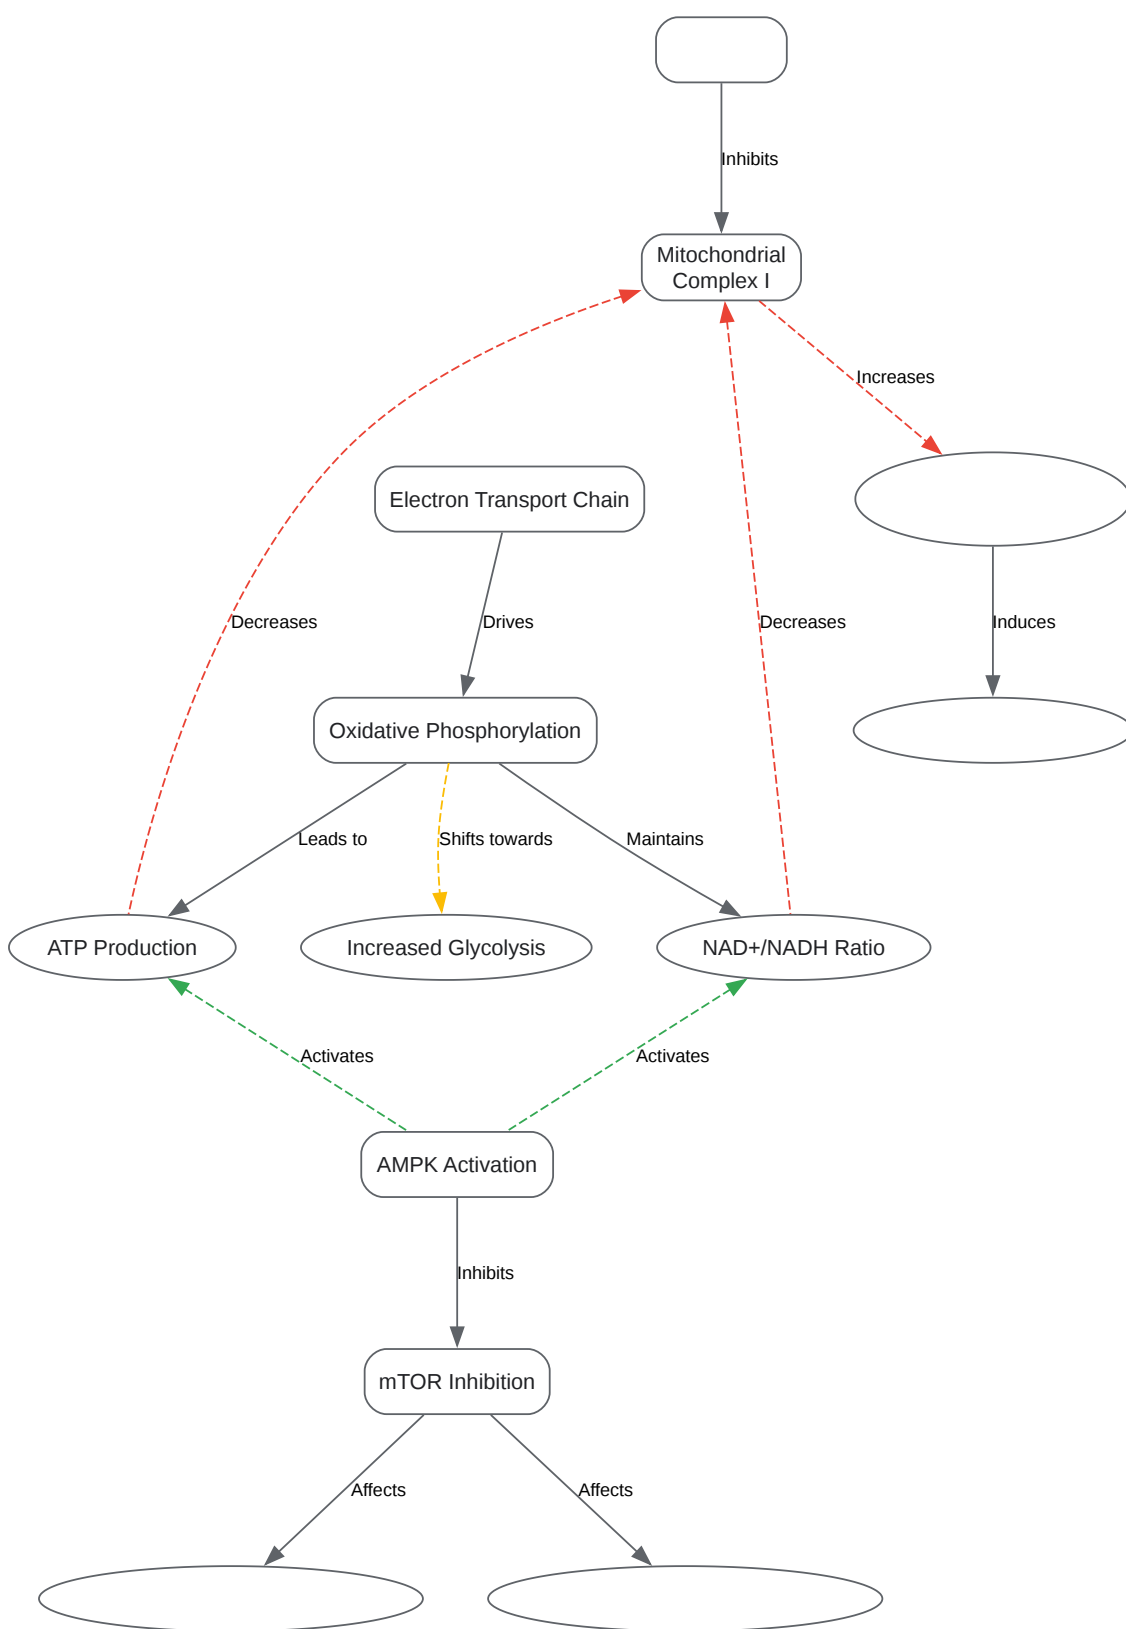 Inhibits
Mitochondrial
Complex I
Increases
Electron Transport Chain
Decreases
Drives
Decreases
Induces
Oxidative Phosphorylation
Leads to
Shifts towards
Maintains
ATP Production
Increased Glycolysis
NAD+/NADH Ratio
Activates
Activates
AMPK Activation
Inhibits
mTOR Inhibition
Affects
Affects